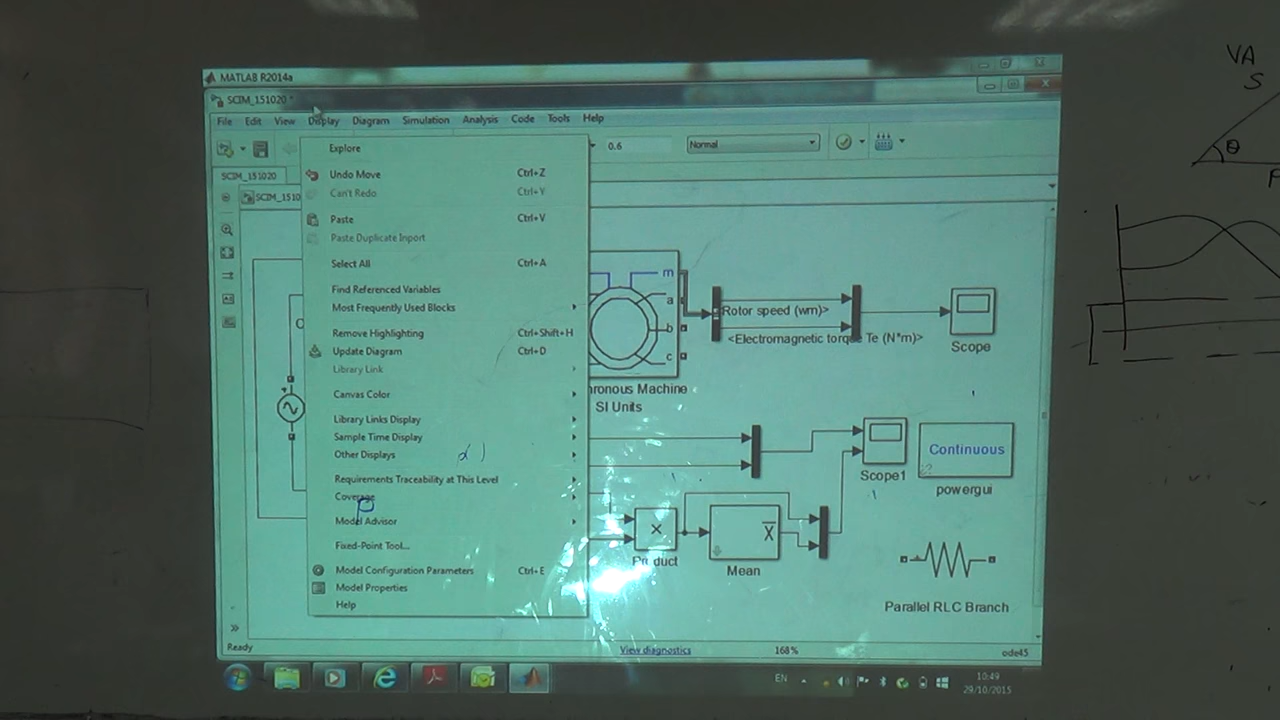 MATLAB R2014a
SCIM_151020 *
File Edit View Display Diagram Simulation Analysis Code Tools Help
0.6 Normal
SCIM_151020
SCIM_1510
Explore
Undo Move Ctrl+Z
Can't Redo Ctrl+Y
Paste Ctrl+V
Paste Duplicate Inport
Select All Ctrl+A
Find Referenced Variables
Most Frequently Used Blocks
Remove Highlighting Ctrl+Shift+H
Update Diagram Ctrl+D
Library Link
Canvas Color
Library Links Display
Sample Time Display
Other Displays
Requirements Traceability at This Level
Coverage
Model Advisor
Fixed-Point Tool...
Model Configuration Parameters Ctrl+E
Model Properties
Help
m
a
b
c
<Rotor speed (wm)>
<Electromagnetic torque Te (N*m)>
Scope
chronous Machine
SI Units
Scope1
Continuous
powergui
×
Product
X
Mean
Parallel RLC Branch
Ready View diagnostics 168% ode45
EN 10:49
29/10/2015
VA
S
θ
P